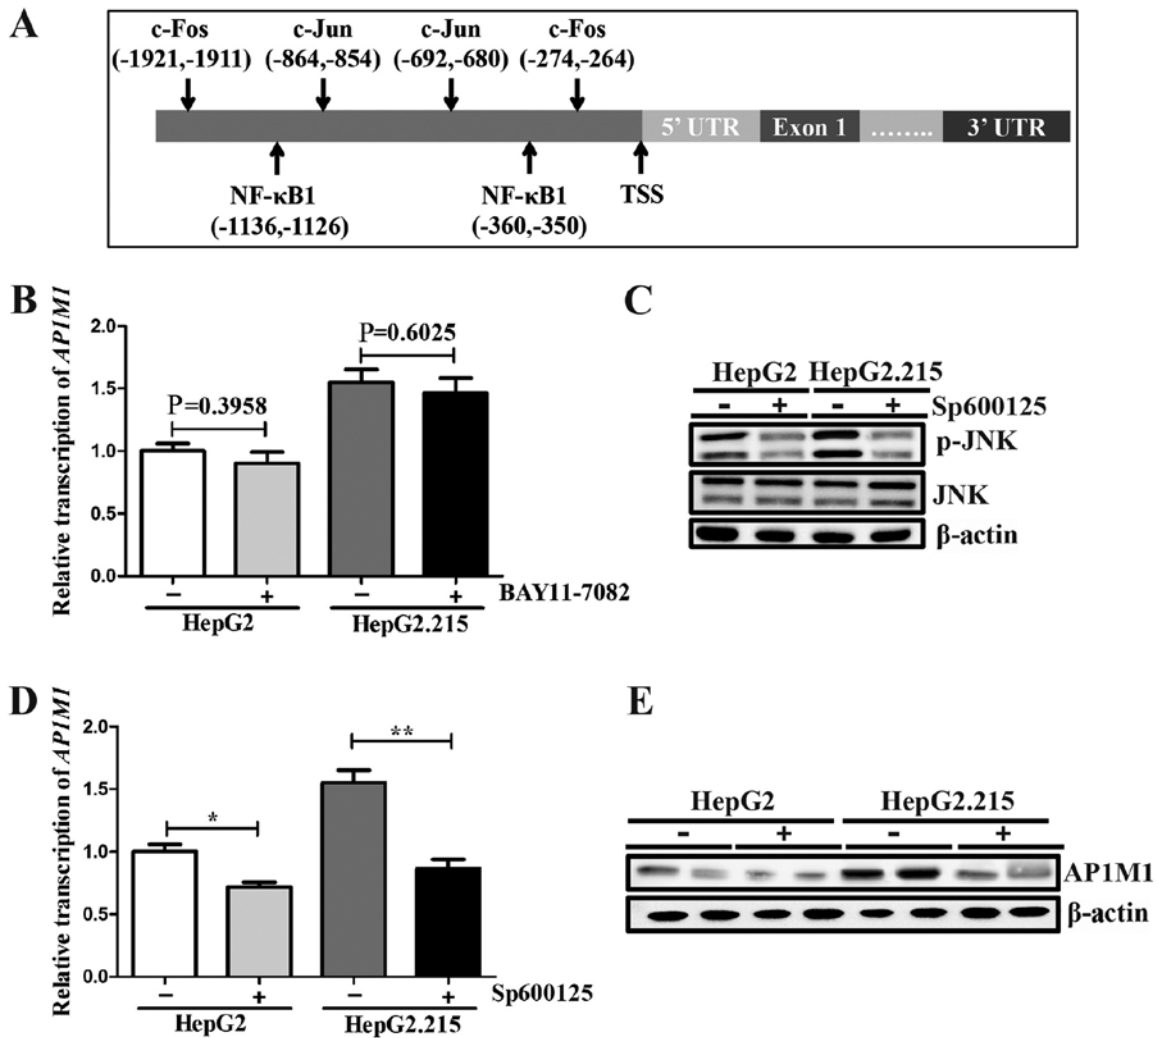 A
c-Fos c-Jun c-Jun c-Fos
(-1921,-1911) (-864,-854) (-692,-680) (-274,-264)
5' UTR Exon 1 …….. 3' UTR
NF-κB1 NF-κB1 TSS
(-1136,-1126) (-360,-350)
B
Relative transcription of AP1M1
2.0
1.5
1.0
0.5
0.0
P=0.3958
P=0.6025
− + − + BAY11-7082
HepG2 HepG2.215
C
HepG2 HepG2.215
- + - + Sp600125
p-JNK
JNK
β-actin
D
Relative transcription of AP1M1
2.0
1.5
1.0
0.5
0.0
*
**
− + − + Sp600125
HepG2 HepG2.215
E
HepG2 HepG2.215
- + - +
AP1M1
β-actin